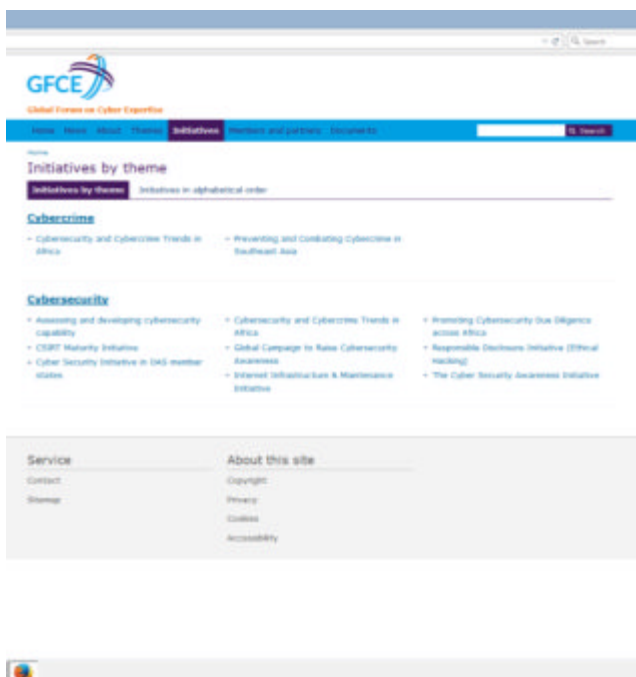 Search
GFCE
Global Forum on Cyber Expertise
Home News About Themes Initiatives Members and partners Documents
Search
Home
Initiatives by theme
Initiatives by theme Initiatives in alphabetical order
Cybercrime
Cybersecurity and Cybercrime Trends in
Africa
Preventing and Combating Cybercrime in
Southeast Asia
Cybersecurity
Assessing and developing cybersecurity
capability
CSIRT Maturity Initiative
Cyber Security Initiative in OAS member
states
Cybersecurity and Cybercrime Trends in
Africa
Global Campaign to Raise Cybersecurity
Awareness
Internet Infrastructure & Maintenance
Initiative
Promoting Cybersecurity Due Diligence
across Africa
Responsible Disclosure Initiative (Ethical
Hacking)
The Cyber Security Awareness Initiative
Service
Contact
Sitemap
About this site
Copyright
Privacy
Cookies
Accessibility